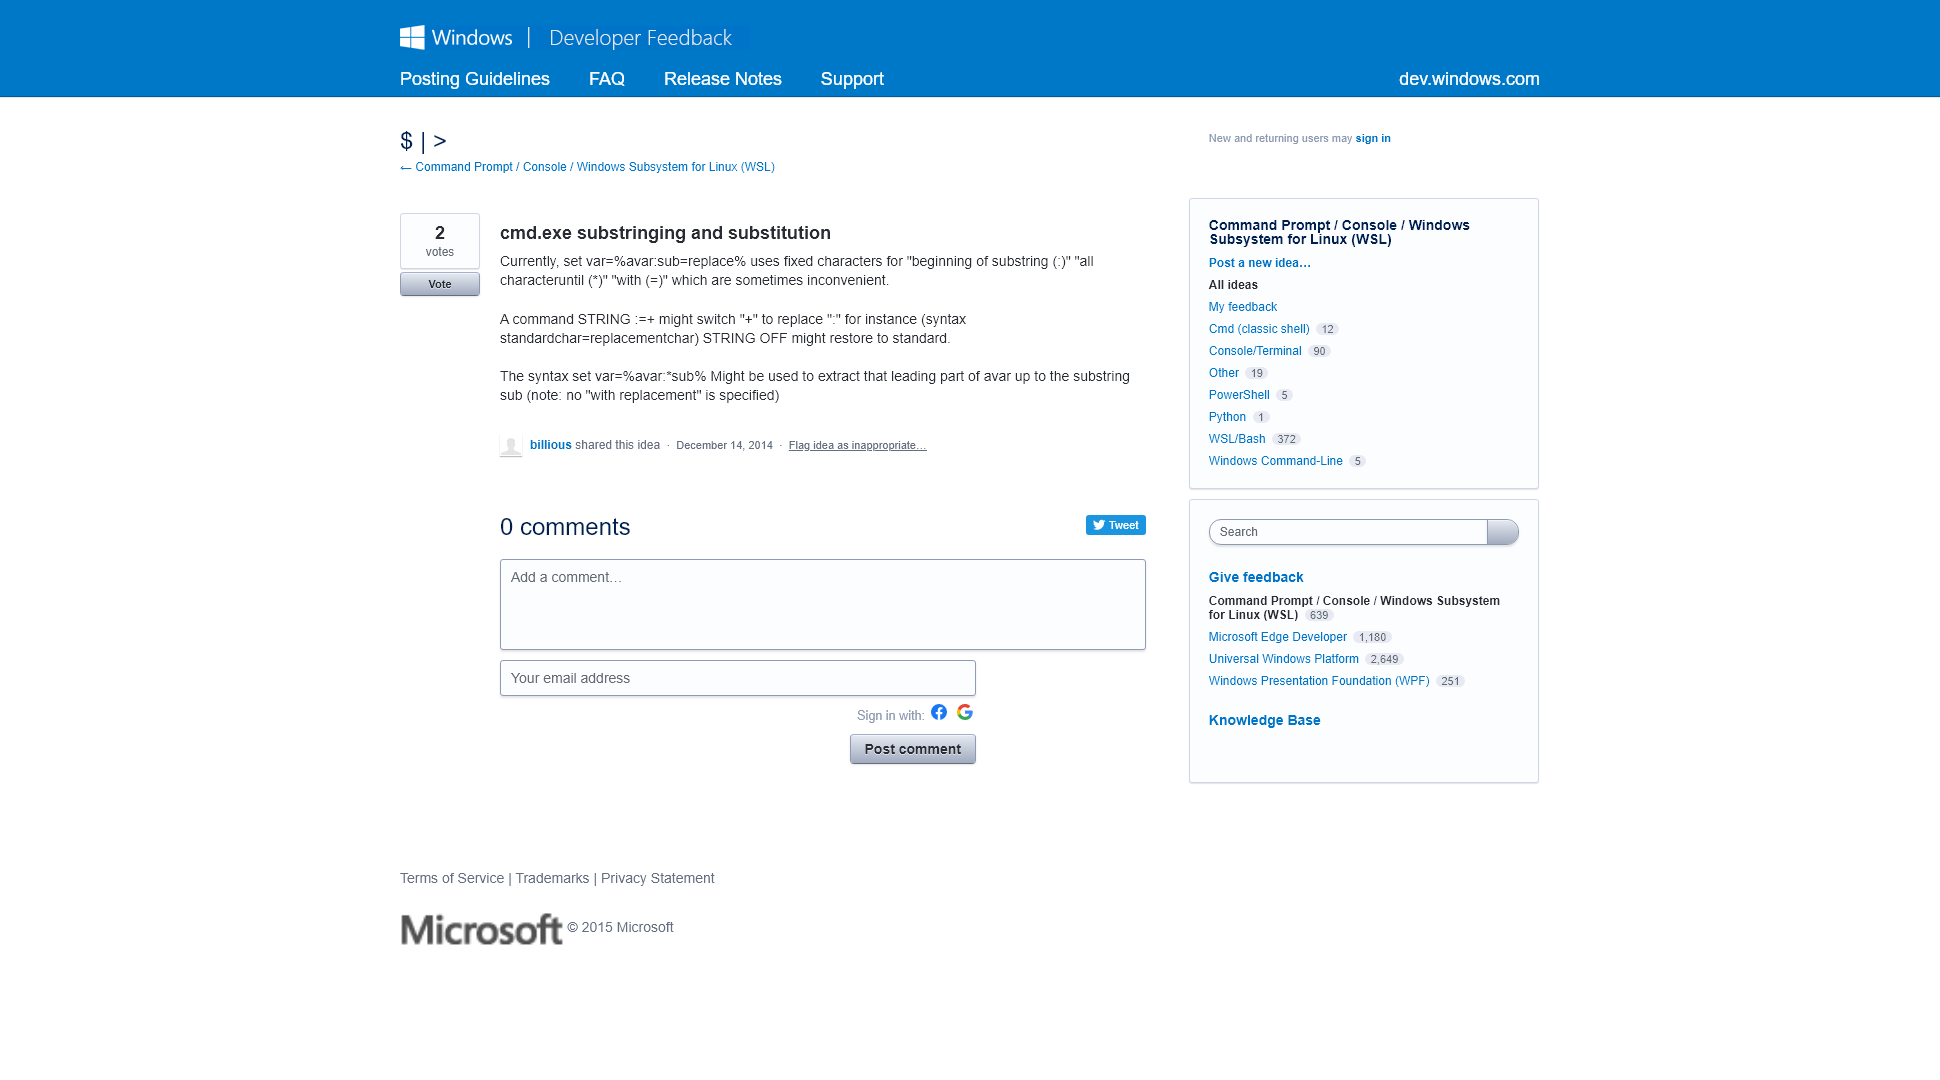 Windows | Developer Feedback
Posting Guidelines FAQ Release Notes Support dev.windows.com
$ | >
← Command Prompt / Console / Windows Subsystem for Linux (WSL)
New and returning users may sign in
2
votes
Vote
cmd.exe substringing and substitution
Currently, set var=%avar:sub=replace% uses fixed characters for "beginning of substring (:)" "all
characteruntil (*)" "with (=)" which are sometimes inconvenient.
A command STRING :=+ might switch "+" to replace ":" for instance (syntax
standardchar=replacementchar) STRING OFF might restore to standard.
The syntax set var=%avar:*sub% Might be used to extract that leading part of avar up to the substring
sub (note: no "with replacement" is specified)
billious shared this idea · December 14, 2014 · Flag idea as inappropriate…
0 comments
Tweet
Add a comment…
Your email address
Sign in with:
Post comment
Command Prompt / Console / Windows
Subsystem for Linux (WSL)
Post a new idea…
All ideas
My feedback
Cmd (classic shell) 12
Console/Terminal 90
Other 19
PowerShell 5
Python 1
WSL/Bash 372
Windows Command-Line 5
Search
Give feedback
Command Prompt / Console / Windows Subsystem
for Linux (WSL) 639
Microsoft Edge Developer 1,180
Universal Windows Platform 2,649
Windows Presentation Foundation (WPF) 251
Knowledge Base
Terms of Service | Trademarks | Privacy Statement
Microsoft © 2015 Microsoft